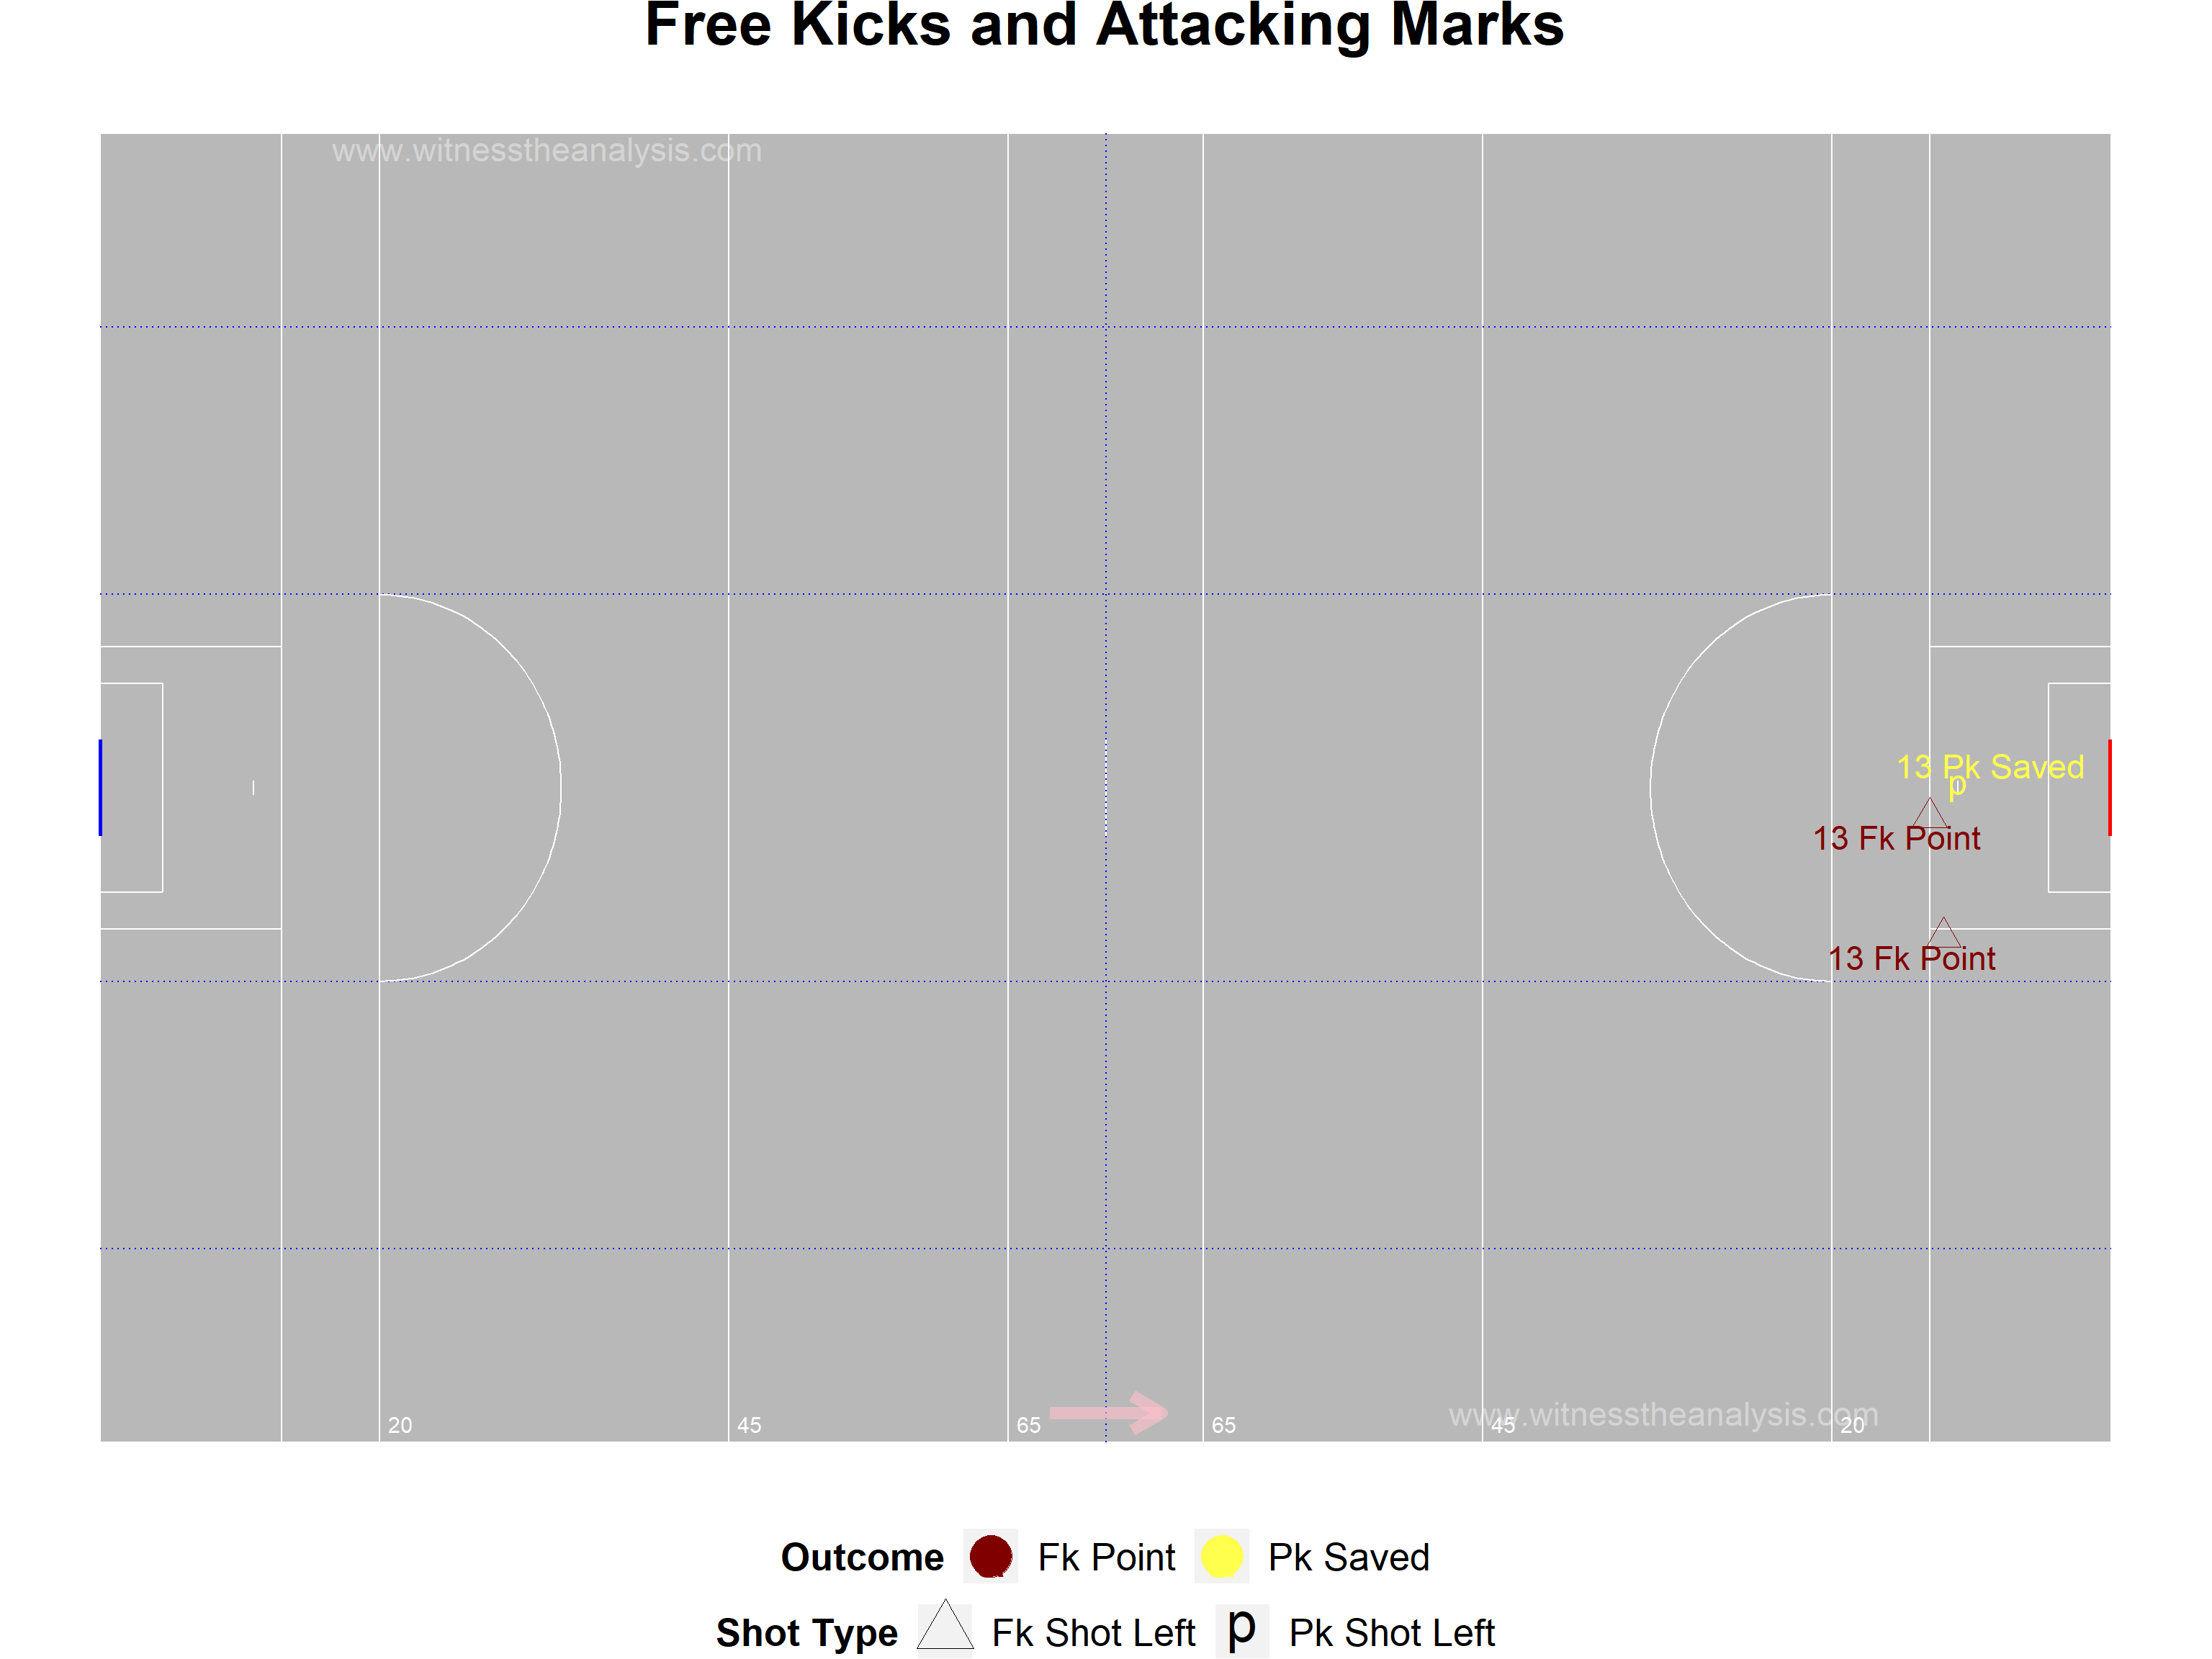 Free Kicks and Attacking Marks
www.witnesstheanalysis.com
13 Pk Saved
p
13 Fk Point
13 Fk Point
www.witnesstheanalysis.com
20 45 65 65 45 20
Outcome Fk Point Pk Saved
Shot Type Fk Shot Left p Pk Shot Left